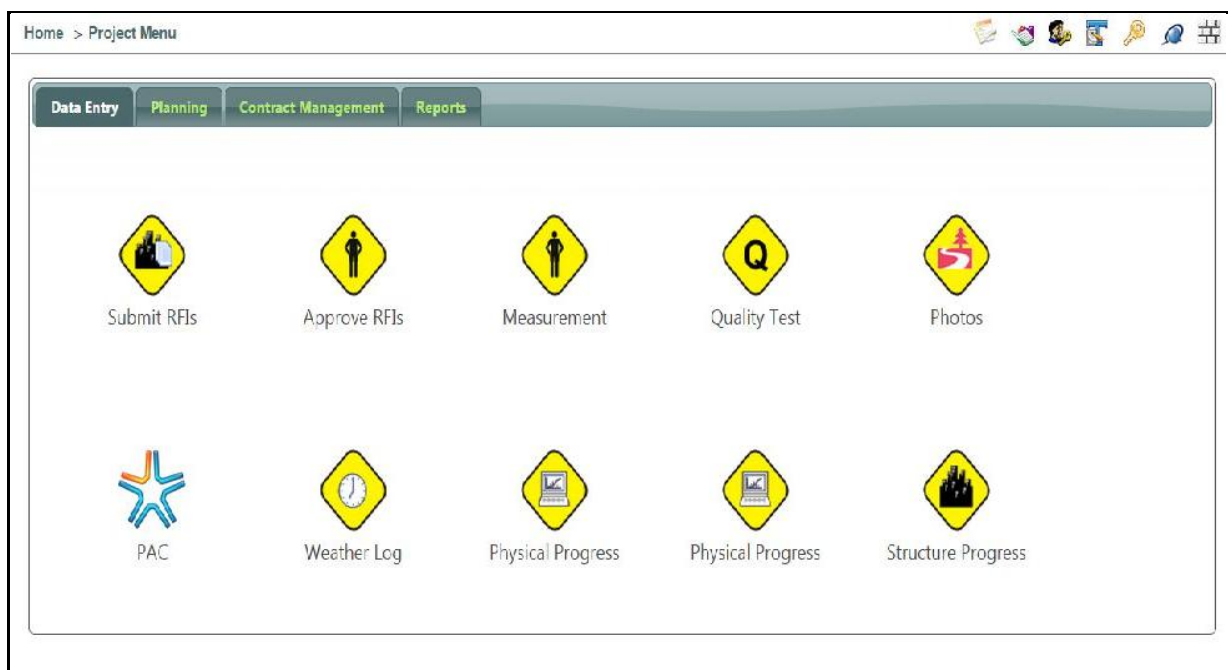 Home > Project Menu
Data Entry Planning Contract Management Reports
Submit RFIs Approve RFIs Measurement Quality Test Photos
PAC Weather Log Physical Progress Physical Progress Structure Progress